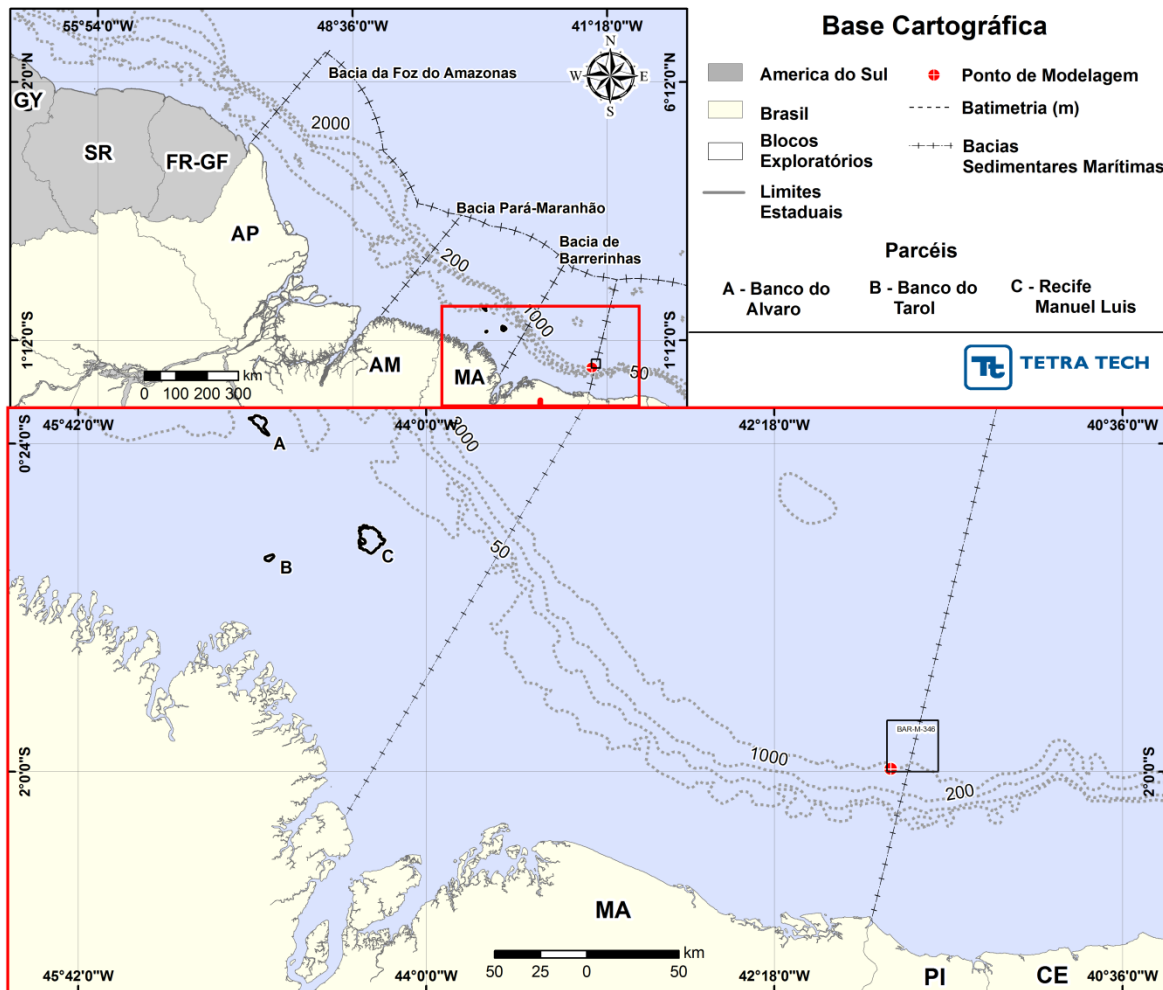 55°54'0"W
48°36'0"W
41°18'0"W
2°0'0"N
6°12'0"N
N
W
E
S
Bacia da Foz do Amazonas
GY
SR
FR-GF
2000
AP
Bacia Pará-Maranhão
Bacia de
Barrerinhas
200
1000
50
1°12'0"S
1°12'0"S
AM
MA
km
0 100 200 300
Base Cartográfica
America do Sul
Ponto de Modelagem
Brasil
Batimetria (m)
Blocos
Exploratórios
Bacias
Sedimentares Marítimas
Limites
Estaduais
Parcéis
A - Banco do
Alvaro
B - Banco do
Tarol
C - Recife
Manuel Luis
Tt TETRA TECH
45°42'0"W
44°0'0"W
42°18'0"W
40°36'0"W
0°24'0"S
A
B
C
50
BAR-M-346
1000
200
2°0'0"S
2°0'0"S
MA
PI
CE
km
50 25 0 50
45°42'0"W
44°0'0"W
42°18'0"W
40°36'0"W